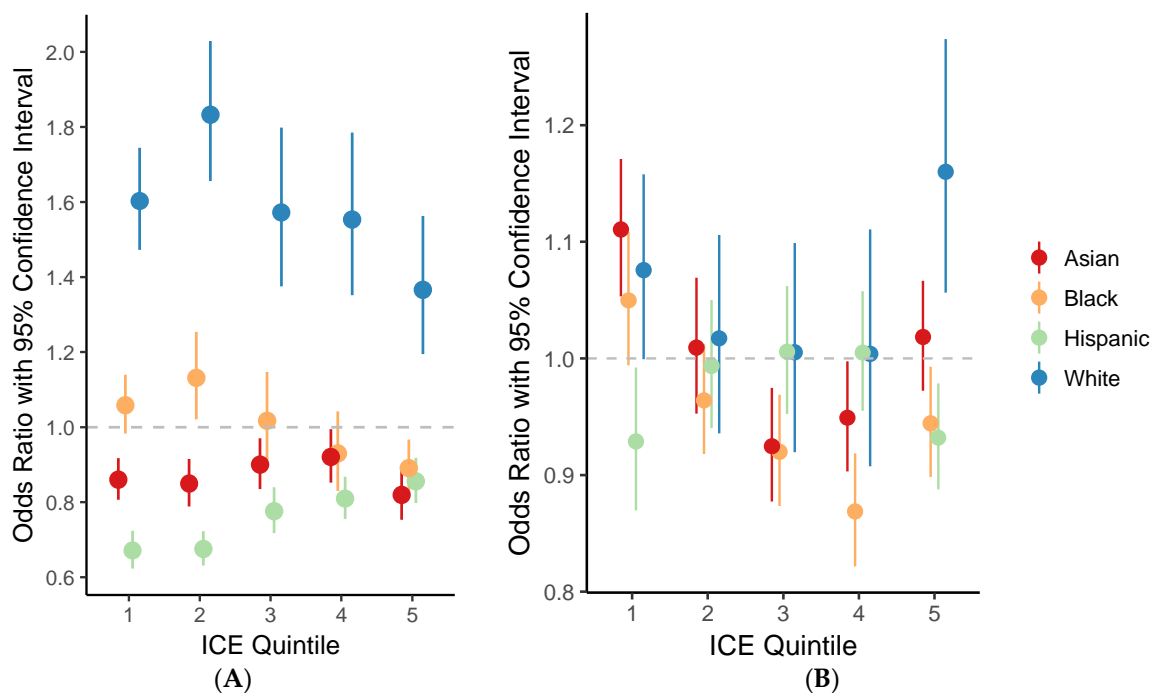 Odds Ratio with 95% Confidence Interval
2.0
1.8
1.6
1.4
1.2
1.0
0.8
0.6
1 2 3 4 5
ICE Quintile
(A)
Odds Ratio with 95% Confidence Interval
1.2
1.1
1.0
0.9
0.8
1 2 3 4 5
ICE Quintile
(B)
Asian
Black
Hispanic
White